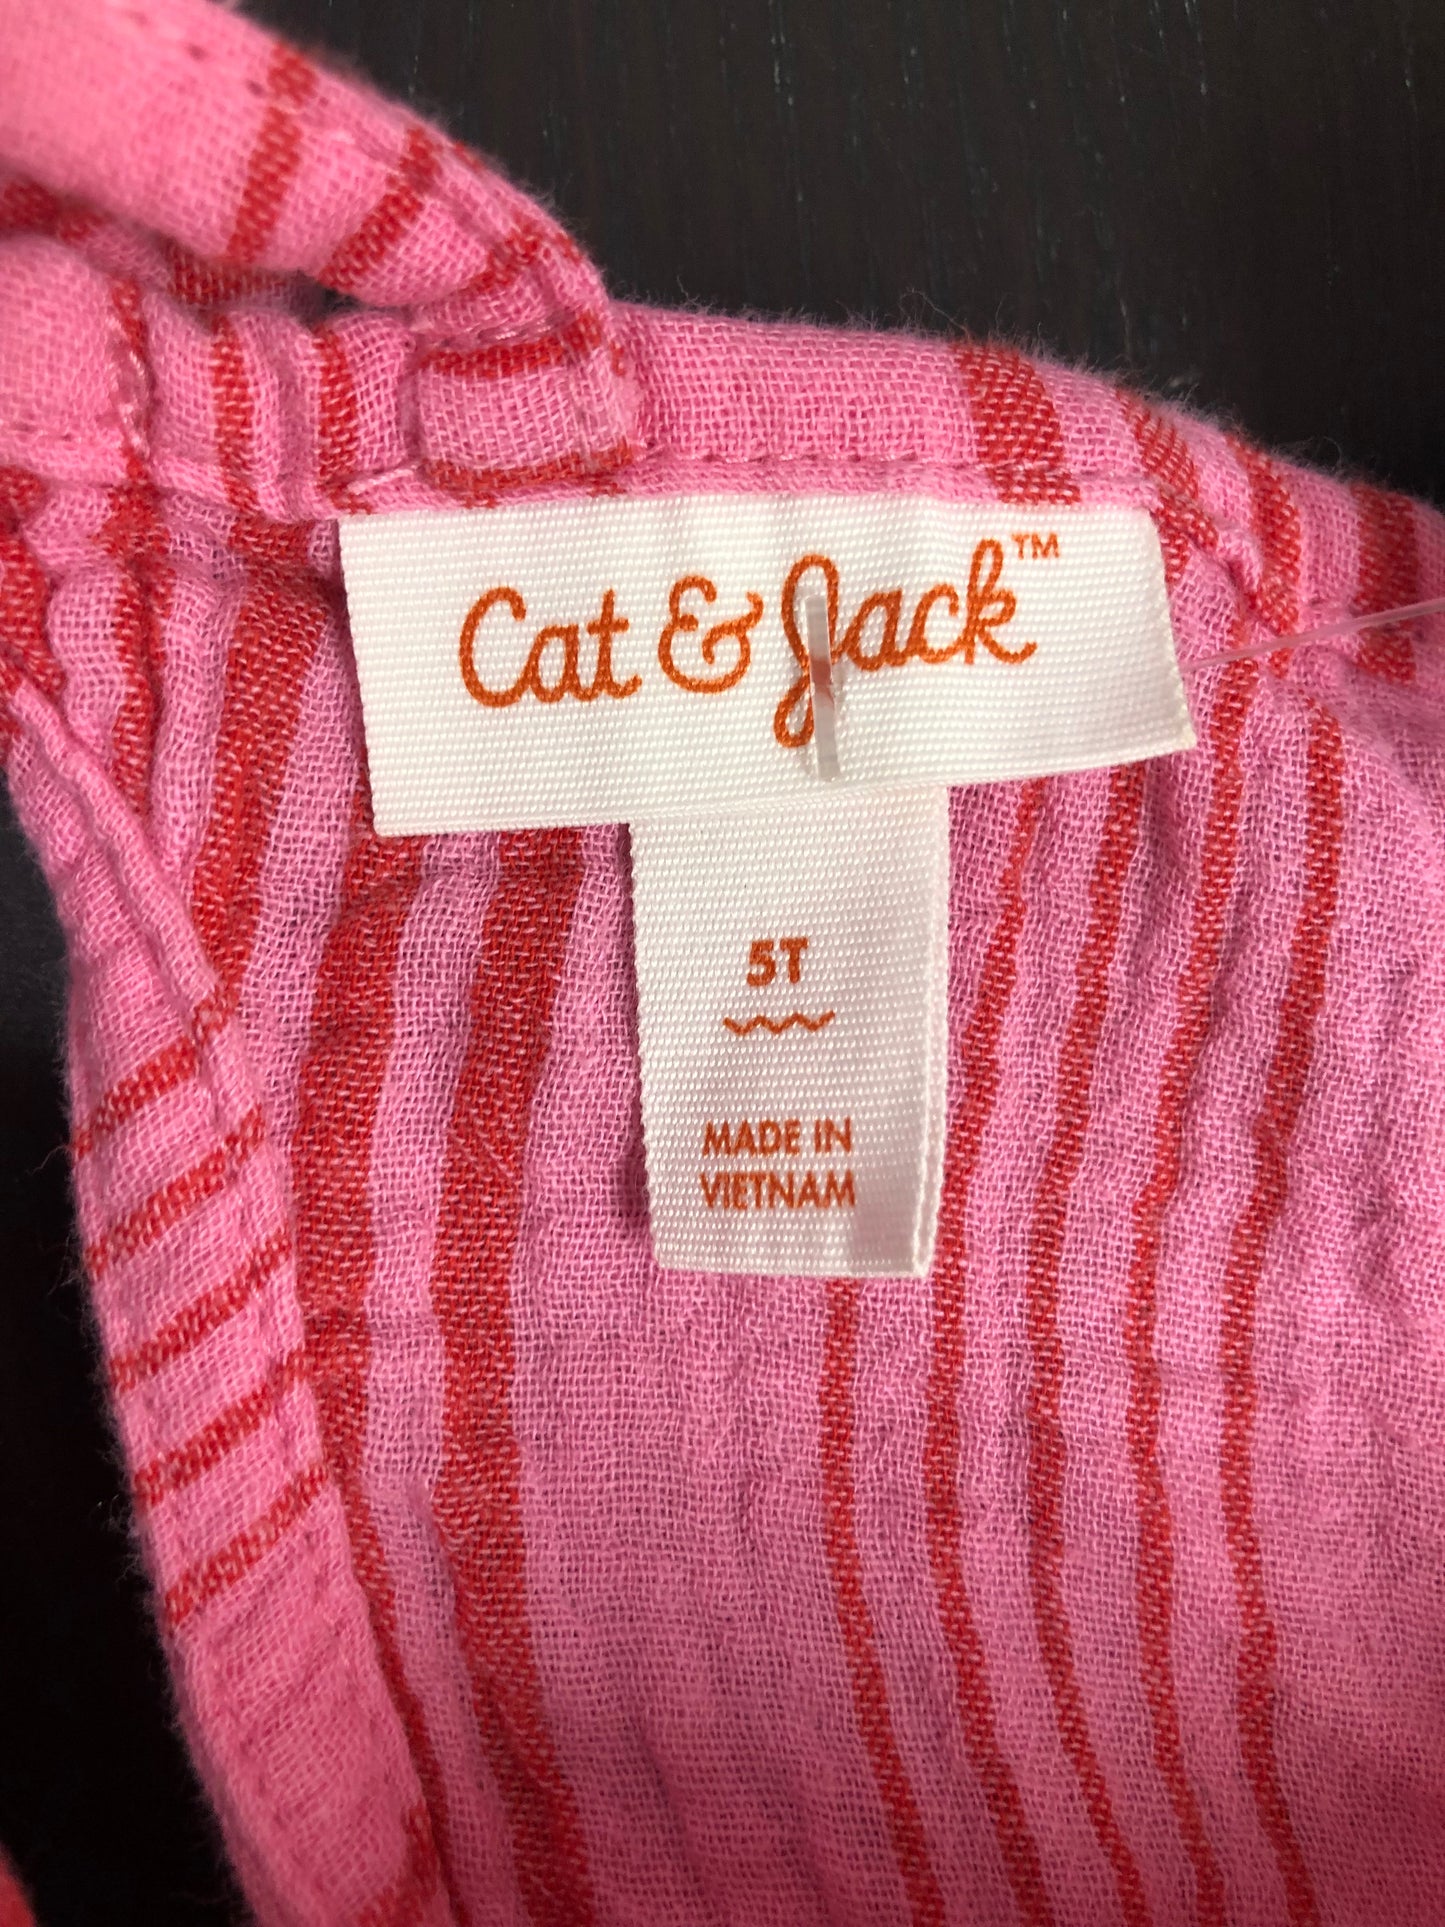 Cat & Jack™
5T
MADE IN
VIETNAM